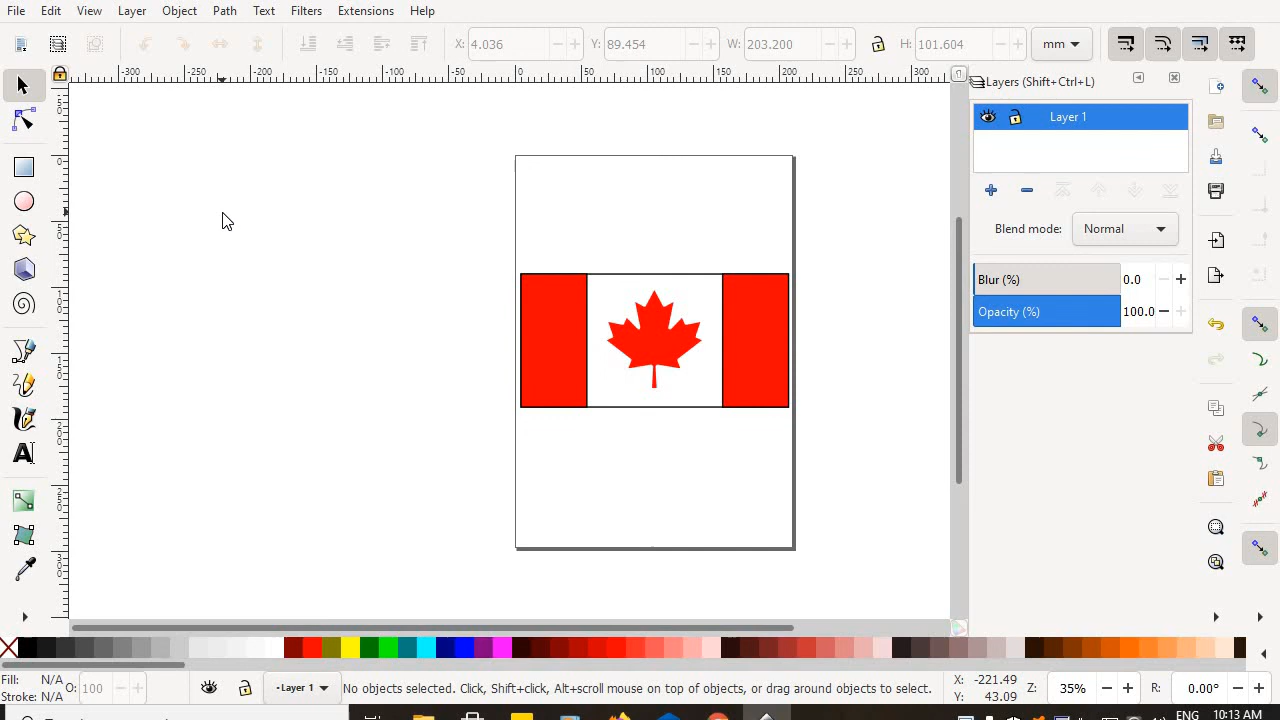 File Edit View Layer Object Path Text Filters Extensions Help
X: 4.036 Y: 89.454 W: 203.200 H: 101.604 mm
-300 -250 -200 -150 -100 -50 0 50 100 150 200 250 300
Layers (Shift+Ctrl+L)
Layer 1
Blend mode: Normal
Blur (%) 0.0
Opacity (%) 100.0
Fill: N/A
Stroke: N/A
O: 100
•Layer 1
No objects selected. Click, Shift+click, Alt+scroll mouse on top of objects, or drag around objects to select.
X: -221.49
Y: 43.09
Z: 35%
R: 0.00°
ENG 10:13 AM